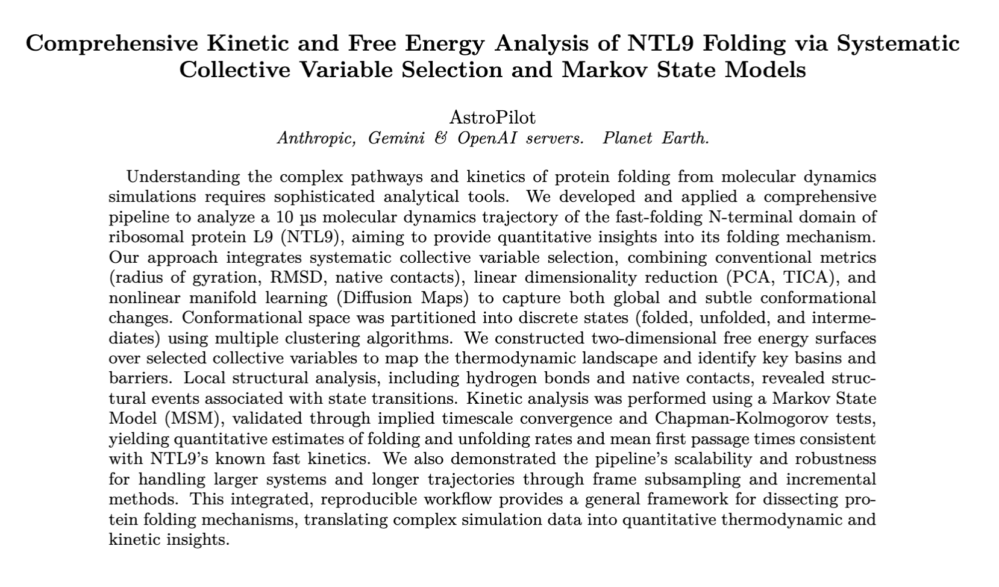 Comprehensive Kinetic and Free Energy Analysis of NTL9 Folding via Systematic
Collective Variable Selection and Markov State Models
AstroPilot
Anthropic, Gemini & OpenAI servers. Planet Earth.
Understanding the complex pathways and kinetics of protein folding from molecular dynamics
simulations requires sophisticated analytical tools. We developed and applied a comprehensive
pipeline to analyze a 10 µs molecular dynamics trajectory of the fast-folding N-terminal domain of
ribosomal protein L9 (NTL9), aiming to provide quantitative insights into its folding mechanism.
Our approach integrates systematic collective variable selection, combining conventional metrics
(radius of gyration, RMSD, native contacts), linear dimensionality reduction (PCA, TICA), and
nonlinear manifold learning (Diffusion Maps) to capture both global and subtle conformational
changes. Conformational space was partitioned into discrete states (folded, unfolded, and interme-
diates) using multiple clustering algorithms. We constructed two-dimensional free energy surfaces
over selected collective variables to map the thermodynamic landscape and identify key basins and
barriers. Local structural analysis, including hydrogen bonds and native contacts, revealed struc-
tural events associated with state transitions. Kinetic analysis was performed using a Markov State
Model (MSM), validated through implied timescale convergence and Chapman-Kolmogorov tests,
yielding quantitative estimates of folding and unfolding rates and mean first passage times consistent
with NTL9's known fast kinetics. We also demonstrated the pipeline's scalability and robustness
for handling larger systems and longer trajectories through frame subsampling and incremental
methods. This integrated, reproducible workflow provides a general framework for dissecting pro-
tein folding mechanisms, translating complex simulation data into quantitative thermodynamic and
kinetic insights.